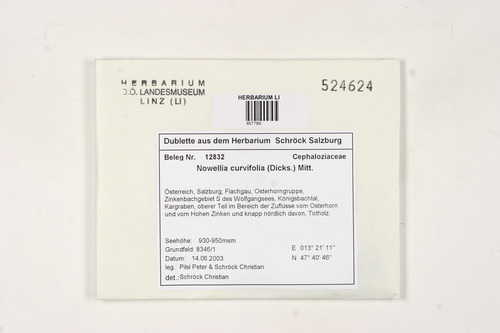 HERBARIUM
O.Ö. LANDESMUSEUM
LINZ (LI)
524624
HERBARIUM LI
Dublette aus dem Herbarium Schröck Salzburg
Beleg Nr. 12832 Cephaloziaceae
Nowellia curvifolia (Dicks.) Mitt.
Österreich, Salzburg, Flachgau, Osterhorngruppe,
Zinkenbachgebiet S des Wolfgangsees, Königsbachtal,
Kargraben, oberer Teil im Bereich der Zuflüsse vom Osterhorn
und vom Hohen Zinken und knapp nördlich davon, Totholz.
Seehöhe: 930-950msm
Grundfeld: 8346/1 E 013° 21' 11"
Datum: 14.06.2003 N 47° 40' 46"
leg.: Pilsl Peter & Schröck Christian
det.: Schröck Christian